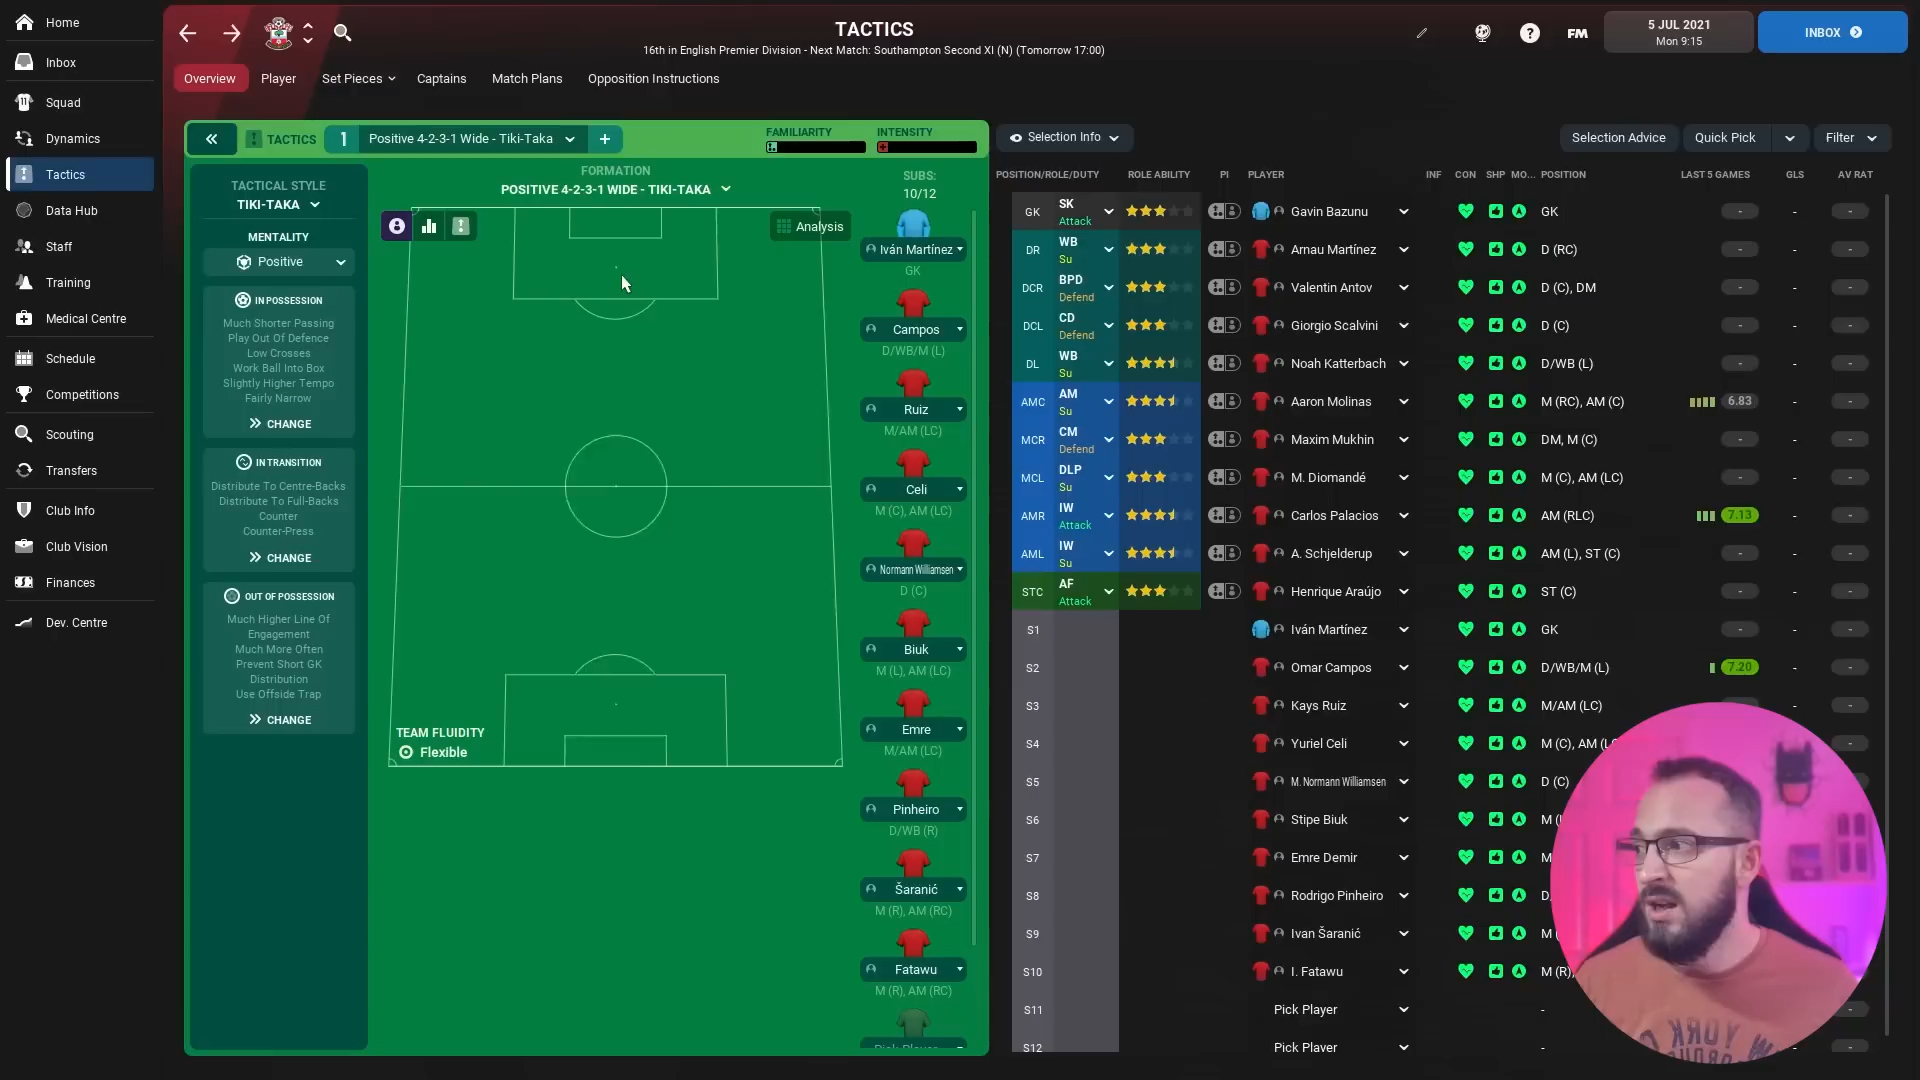 Home
Inbox
Squad
Dynamics
Tactics
Data Hub
Staff
Training
Medical Centre
Schedule
Competitions
Scouting
Transfers
Club Info
Club Vision
Finances
Dev. Centre
TACTICS
16th in English Premier Division - Next Match: Southampton Second XI (N) (Tomorrow 17:00)
FM
5 JUL 2021
Mon 9:15
INBOX
Overview
Player
Set Pieces
Captains
Match Plans
Opposition Instructions
TACTICS
1
Positive 4-2-3-1 Wide - Tiki-Taka
FAMILIARITY
INTENSITY
TACTICAL STYLE
TIKI-TAKA
MENTALITY
Positive
IN POSSESSION
Much Shorter Passing
Play Out Of Defence
Low Crosses
Work Ball Into Box
Slightly Higher Tempo
Fairly Narrow
CHANGE
IN TRANSITION
Distribute To Centre-Backs
Distribute To Full-Backs
Counter
Counter-Press
CHANGE
OUT OF POSSESSION
Much Higher Line Of
Engagement
Much More Often
Prevent Short GK
Distribution
Use Offside Trap
CHANGE
FORMATION
POSITIVE 4-2-3-1 WIDE - TIKI-TAKA
Analysis
TEAM FLUIDITY
Flexible
SUBS:
10/12
Iván Martínez
GK
Campos
D/WB/M (L)
Ruiz
M/AM (LC)
Celi
M (C), AM (LC)
Normann Williamsen
D (C)
Biuk
M (L), AM (LC)
Emre
M/AM (LC)
Pinheiro
D/WB (R)
Šaranić
M (R), AM (RC)
Fatawu
M (R), AM (RC)
Pick Player
Selection Info
Selection Advice
Quick Pick
Filter
POSITION/ROLE/DUTY ROLE ABILITY PI PLAYER INF CON SHP MO... POSITION LAST 5 GAMES GLS AV RAT
GK SK Attack Gavin Bazunu GK - - -
DR WB Su Arnau Martínez D (RC) - - -
DCR BPD Defend Valentin Antov D (C), DM - - -
DCL CD Defend Giorgio Scalvini D (C) - - -
DL WB Su Noah Katterbach D/WB (L) - - -
AMC AM Su Aaron Molinas M (RC), AM (C) 6.83 - -
MCR CM Defend Maxim Mukhin DM, M (C) - - -
MCL DLP Su M. Diomandé M (C), AM (LC) - - -
AMR IW Attack Carlos Palacios AM (RLC) 7.13 - -
AML IW Su A. Schjelderup AM (L), ST (C) - - -
STC AF Attack Henrique Araújo ST (C) - - -
S1 Iván Martínez GK - - -
S2 Omar Campos D/WB/M (L) 7.20 - -
S3 Kays Ruiz M/AM (LC) -
S4 Yuriel Celi M (C), AM
S5 M. Normann Williamsen D (C)
S6 Stipe Biuk M
S7 Emre Demir M
S8 Rodrigo Pinheiro D
S9 Ivan Šaranić M
S10 I. Fatawu M (R)
S11 Pick Player - -
S12 Pick Player - -
YORK